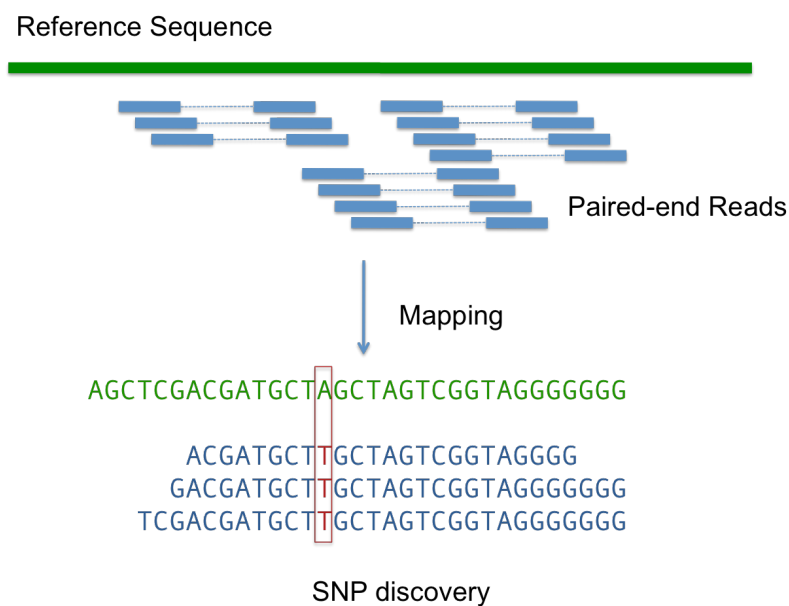 Reference Sequence
Paired-end Reads
Mapping
AGCTCGACGATGCTAGCTAGTCGGTAGGGGGGG
ACGATGCTTGCTAGTCGGTAGGGG
GACGATGCTTGCTAGTCGGTAGGGGGGG
TCGACGATGCTTGCTAGTCGGTAGGGGGGG
SNP discovery